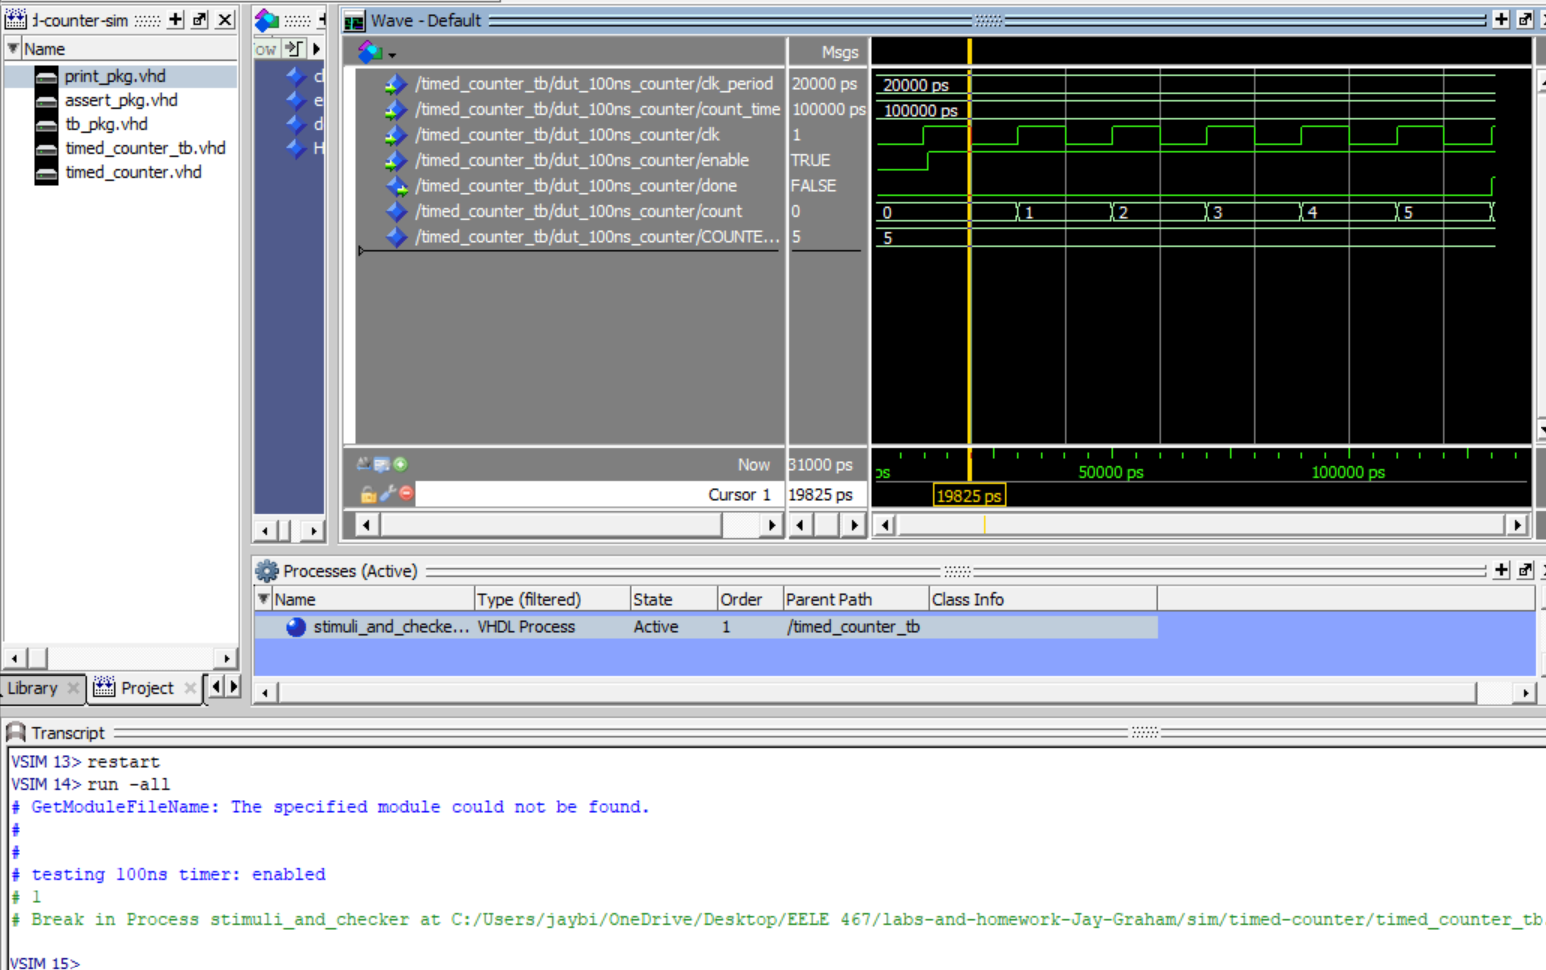 d-counter-sim
Name
print_pkg.vhd
assert_pkg.vhd
tb_pkg.vhd
timed_counter_tb.vhd
timed_counter.vhd
Library
Project
ow
d
e
d
H
Wave - Default
Msgs
/timed_counter_tb/dut_100ns_counter/clk_period 20000 ps 20000 ps
/timed_counter_tb/dut_100ns_counter/count_time 100000 ps 100000 ps
/timed_counter_tb/dut_100ns_counter/clk 1
/timed_counter_tb/dut_100ns_counter/enable TRUE
/timed_counter_tb/dut_100ns_counter/done FALSE
/timed_counter_tb/dut_100ns_counter/count 0 0 1 2 3 4 5
/timed_counter_tb/dut_100ns_counter/COUNTE... 5 5
Now 31000 ps ps 50000 ps 100000 ps
Cursor 1 19825 ps 19825 ps
Processes (Active)
Name Type (filtered) State Order Parent Path Class Info
stimuli_and_checke... VHDL Process Active 1 /timed_counter_tb
Transcript
VSIM 13> restart
VSIM 14> run -all
# GetModuleFileName: The specified module could not be found.
#
#
# testing 100ns timer: enabled
# 1
# Break in Process stimuli_and_checker at C:/Users/jaybi/OneDrive/Desktop/EELE 467/labs-and-homework-Jay-Graham/sim/timed-counter/timed_counter_tb.
VSIM 15>